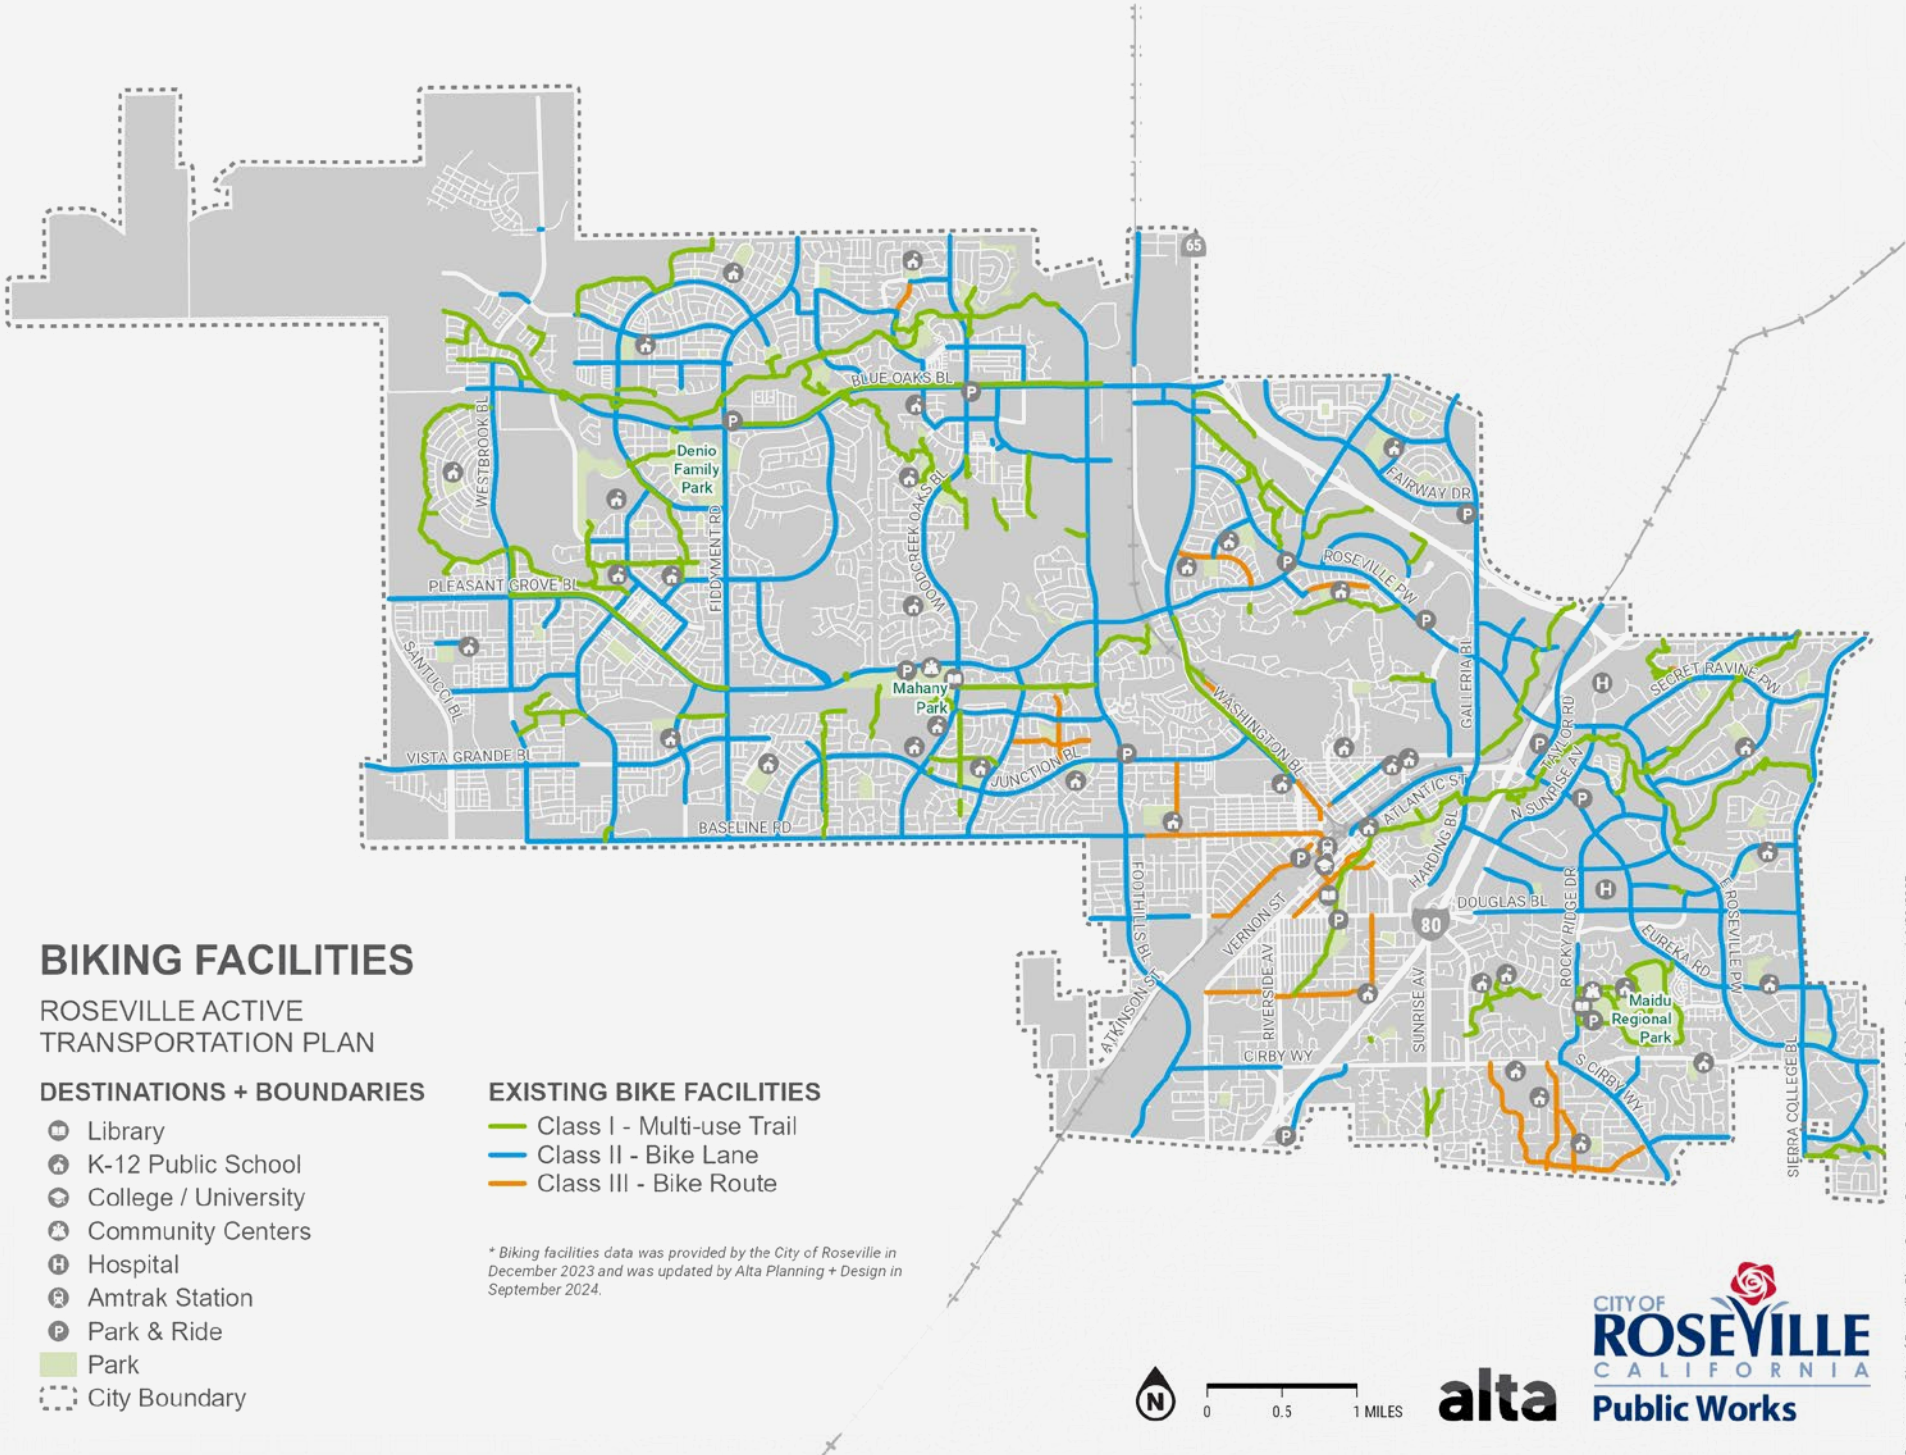 65
BLUE OAKS BL
Denio
Family
Park
WESTBROOK BL
FIDDYMENT RD
WOODCREEK OAKS BL
FAIRWAY DR
ROSEVILLE PW
PLEASANT GROVE BL
SANTUCCI BL
Mahany
Park
WASHINGTON BL
GALLERIA BL
TAYLOR RD
SECRET RAVINE PW
VISTA GRANDE BL
JUNCTION BL
BASELINE RD
ATLANTIC ST
N SUNRISE AV
HARDING BL
FOOTHILLS BL
VERNON ST
80
DOUGLAS BL
ROCKY RIDGE DR
EUREKA RD
E ROSEVILLE PW
ATKINSON ST
RIVERSIDE AV
SUNRISE AV
Maidu
Regional
Park
CIRBY WY
S CIRBY WY
SIERRA COLLEGE BL
BIKING FACILITIES
ROSEVILLE ACTIVE
TRANSPORTATION PLAN
DESTINATIONS + BOUNDARIES
Library
K-12 Public School
College / University
Community Centers
H Hospital
Amtrak Station
P Park & Ride
Park
City Boundary
EXISTING BIKE FACILITIES
Class I - Multi-use Trail
Class II - Bike Lane
Class III - Bike Route
* Biking facilities data was provided by the City of Roseville in
December 2023 and was updated by Alta Planning + Design in
September 2024.
N
0 0.5 1 MILES
alta
CITY OF
ROSEVILLE
CALIFORNIA
Public Works